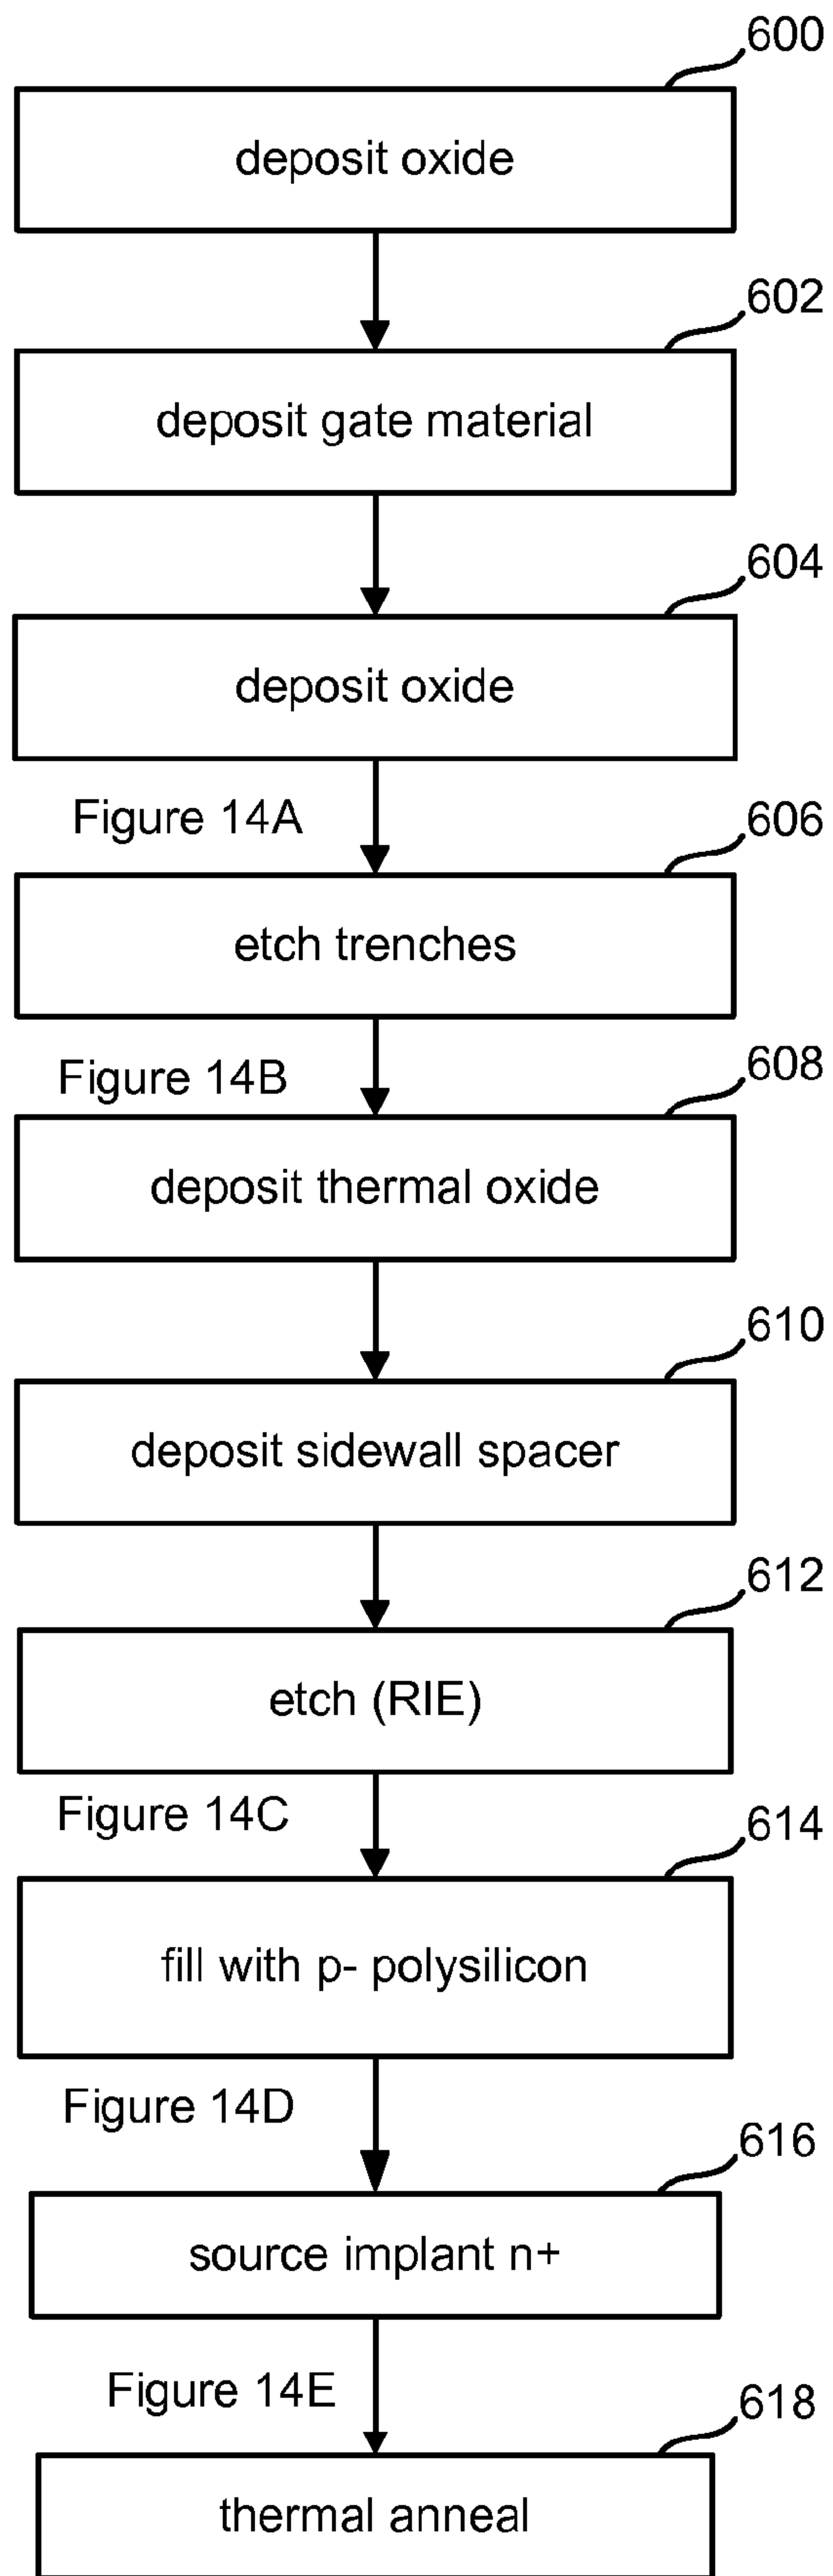 600
deposit oxide
602
deposit gate material
604
deposit oxide
Figure 14A
606
etch trenches
Figure 14B
608
deposit thermal oxide
610
deposit sidewall spacer
612
etch (RIE)
Figure 14C
614
fill with p- polysilicon
Figure 14D
616
source implant n+
Figure 14E
618
thermal anneal